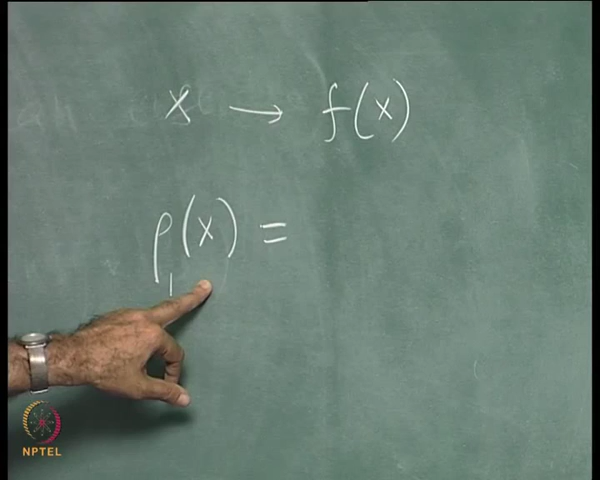 x → f(x)
ρ₁(x) =
NPTEL